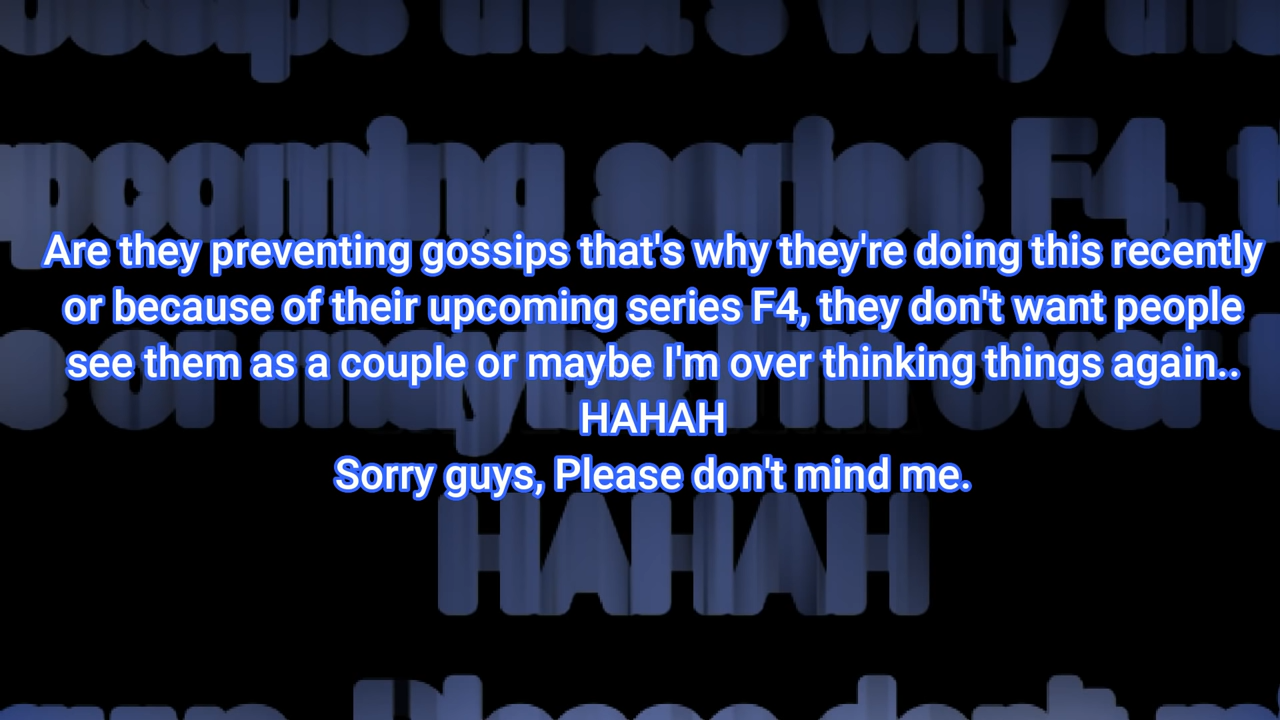 Are they preventing gossips that's why they're doing this recently
or because of their upcoming series F4, they don't want people
see them as a couple or maybe I'm over thinking things again..
HAHAH
Sorry guys, Please don't mind me.